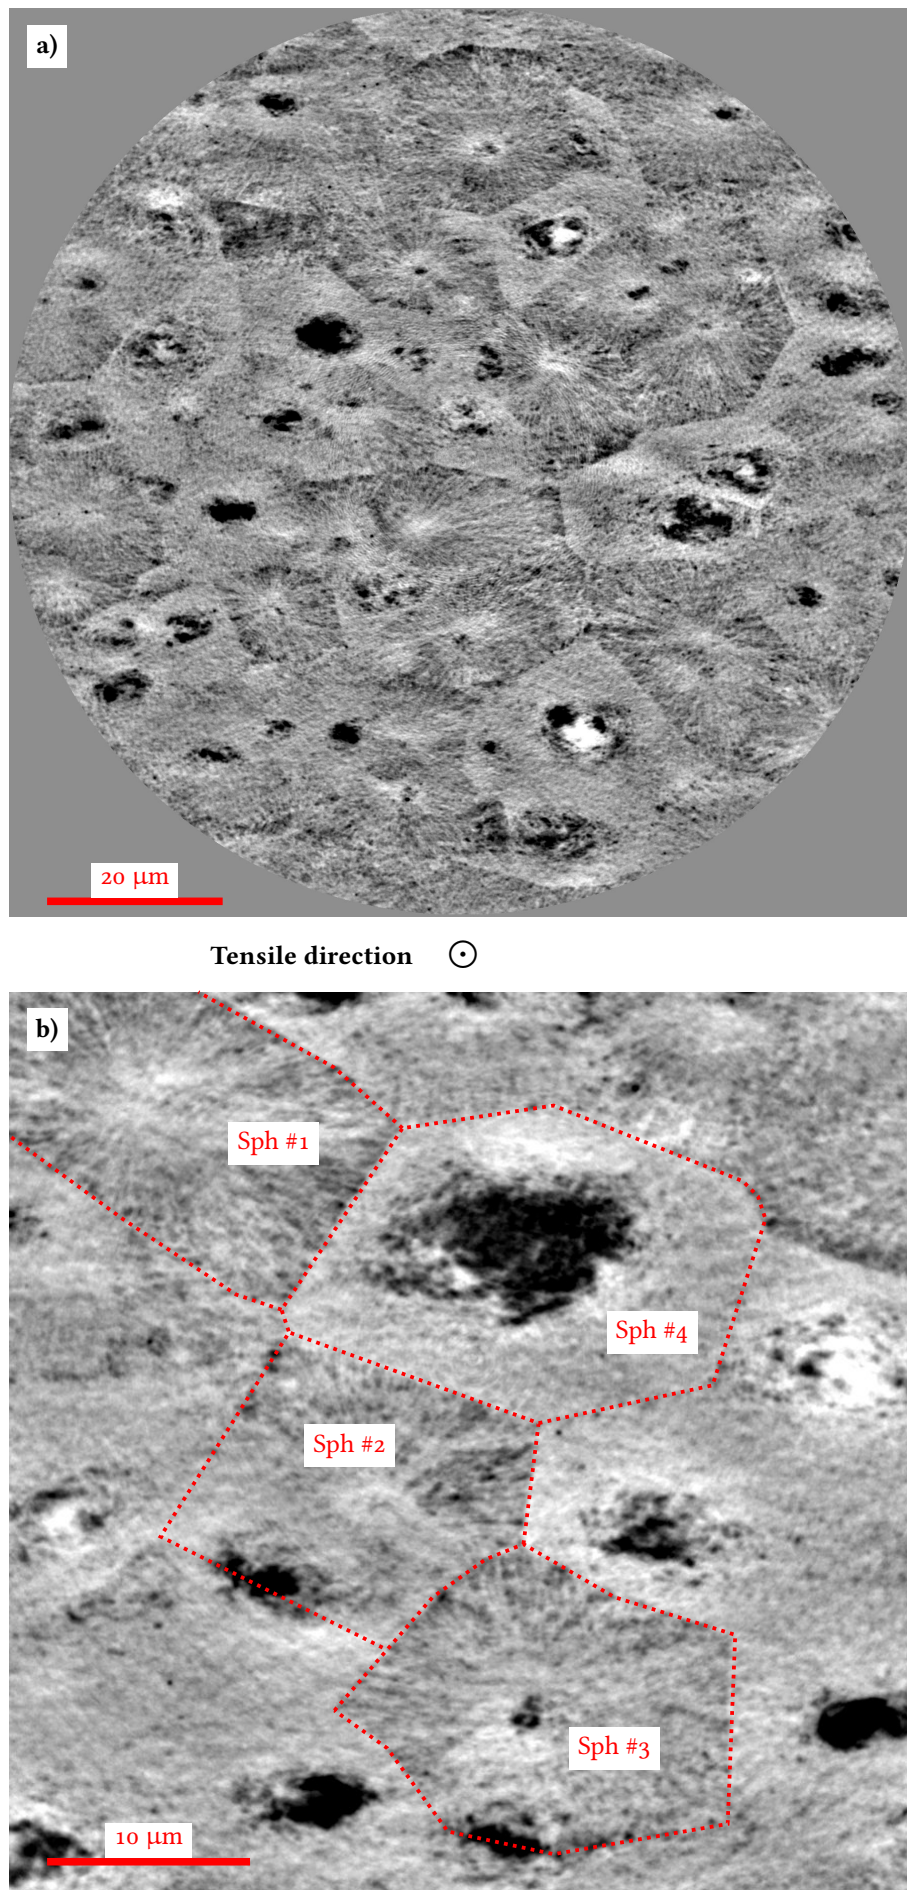 a)
20 μm
Tensile direction
b)
Sph #1
Sph #4
Sph #2
Sph #3
10 μm